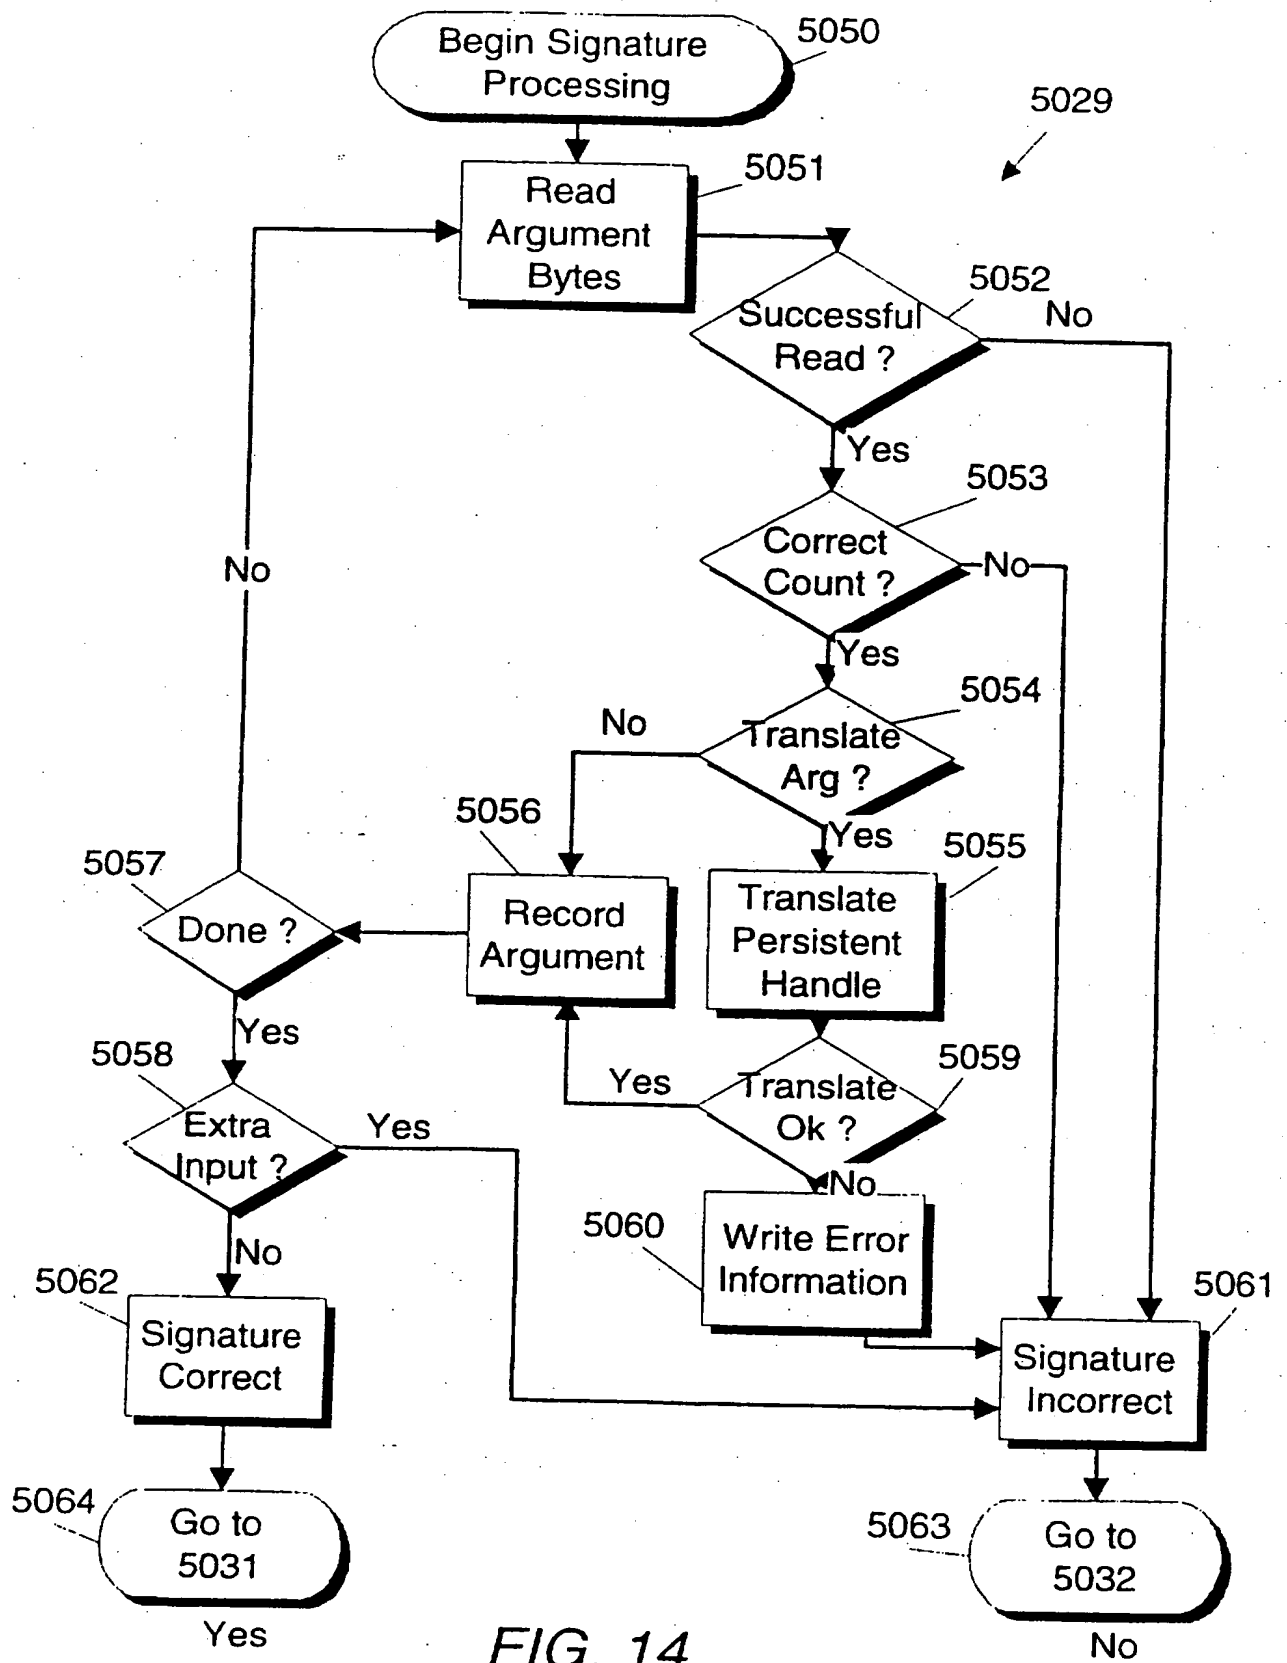 Begin Signature
Processing
5050
5029
Read
Argument
Bytes
5051
Successful
Read ?
5052
No
Yes
Correct
Count ?
5053
No
Yes
No
Translate
Arg ?
5054
No
Yes
5056
Record
Argument
5057
Done ?
Translate
Persistent
Handle
5055
Yes
5058
Extra
Input ?
Yes
Yes
Translate
Ok ?
5059
No
No
5060
Write Error
Information
5062
Signature
Correct
5061
Signature
Incorrect
5064
Go to
5031
5063
Go to
5032
Yes
FIG. 14
No